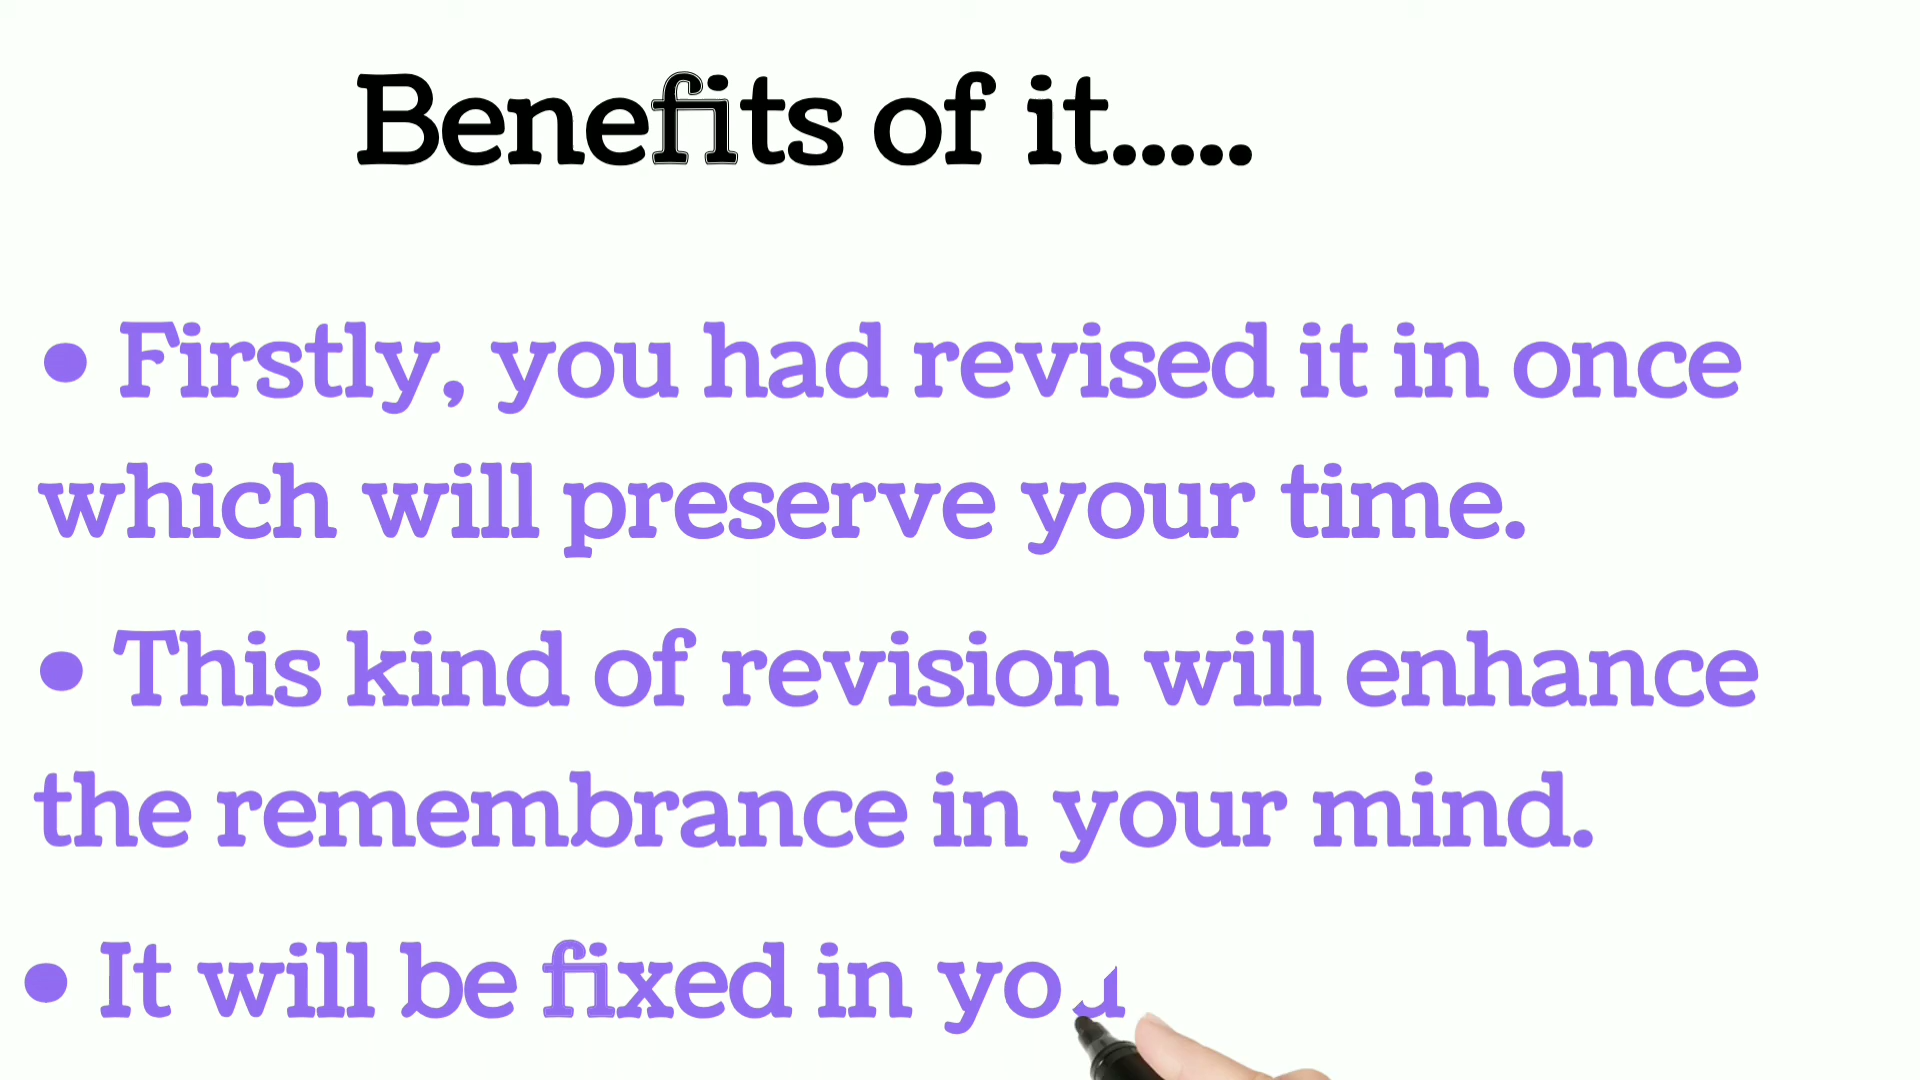 Benefits of it.....
• Firstly, you had revised it in once
which will preserve your time.
• This kind of revision will enhance
the remembrance in your mind.
• It will be fixed in you